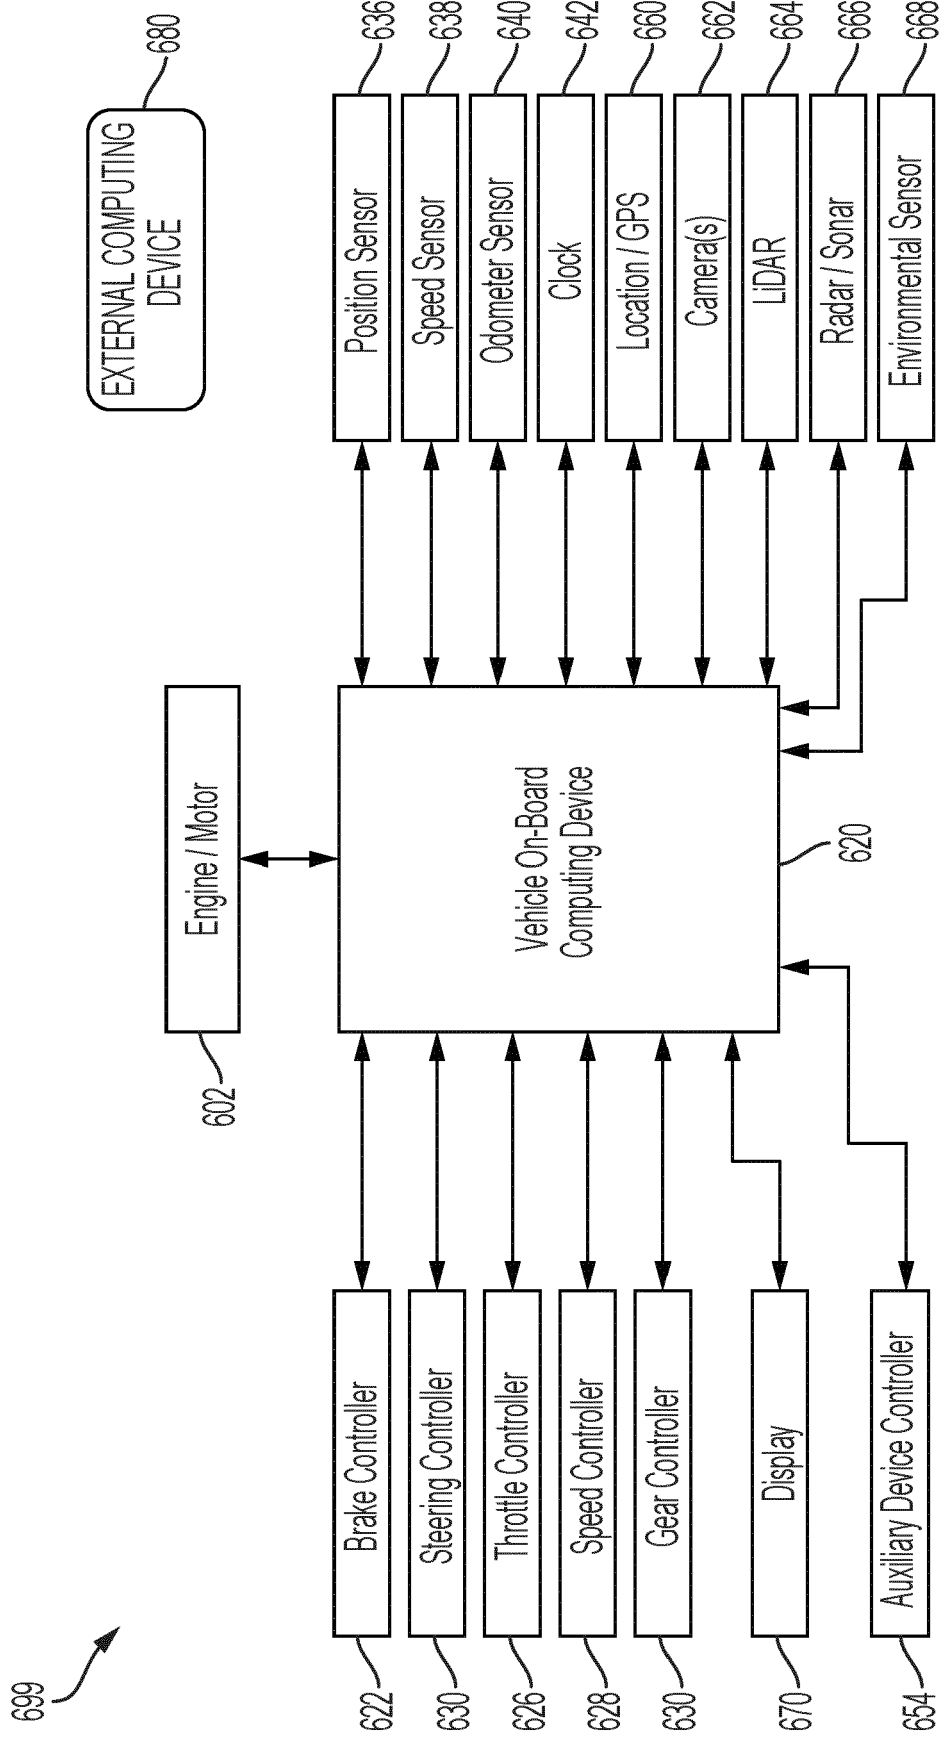 699
EXTERNAL COMPUTING
DEVICE
680
Engine / Motor
602
Vehicle On-Board
Computing Device
620
Brake Controller
622
Steering Controller
630
Throttle Controller
626
Speed Controller
628
Gear Controller
630
Display
670
Auxiliary Device Controller
654
Position Sensor
636
Speed Sensor
638
Odometer Sensor
640
Clock
642
Location / GPS
660
Camera(s)
662
LiDAR
664
Radar / Sonar
666
Environmental Sensor
668